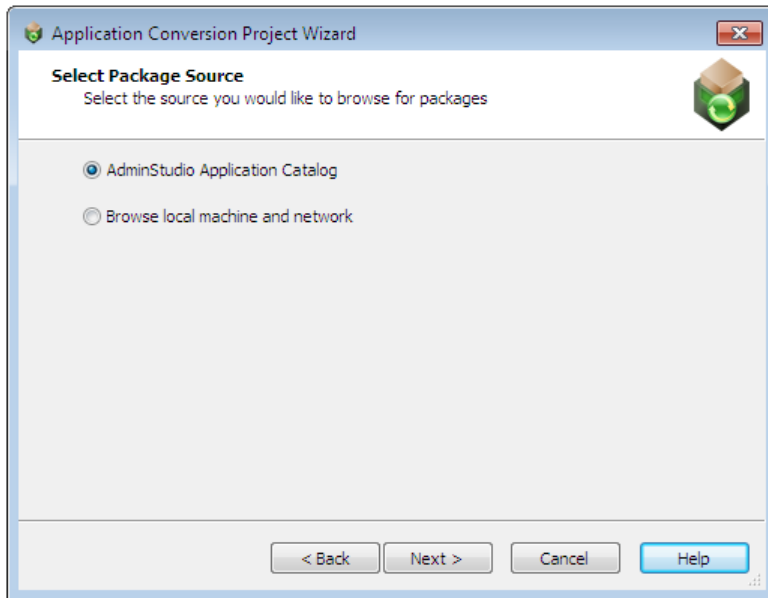 Application Conversion Project Wizard
Select Package Source
Select the source you would like to browse for packages
AdminStudio Application Catalog
Browse local machine and network
< Back
Next >
Cancel
Help